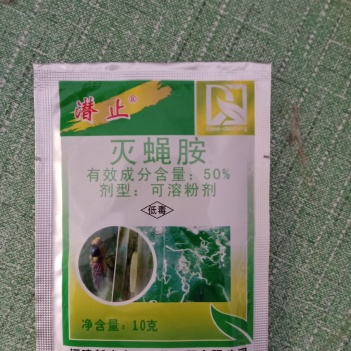 潜止®
灭蝇胺
有效成分含量：50%
剂型：可溶粉剂
低毒
净含量：10克